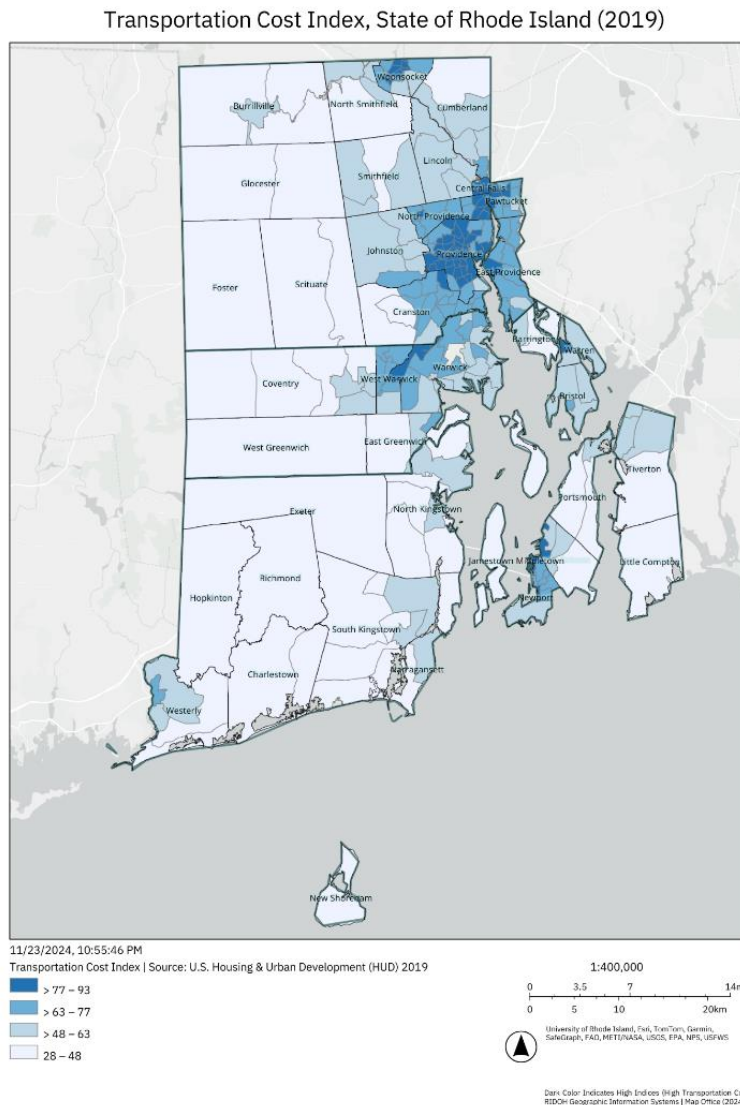 Transportation Cost Index, State of Rhode Island (2019)
Woonsocket
Burrillville
North Smithfield
Cumberland
Lincoln
Smithfield
Glocester
Central Falls
Pawtucket
North Providence
Johnston
Providence
East Providence
Foster
Scituate
Cranston
Barrington
Warren
Coventry
West Warwick
Warwick
Bristol
West Greenwich
East Greenwich
Tiverton
Portsmouth
Exeter
North Kingstown
Jamestown
Middletown
Little Compton
Richmond
Hopkinton
Newport
South Kingstown
Charlestown
Narragansett
Westerly
New Shoreham
11/23/2024, 10:55:46 PM
Transportation Cost Index | Source: U.S. Housing & Urban Development (HUD) 2019
> 77 – 93
> 63 – 77
> 48 – 63
28 – 48
1:400,000
0 3.5 7 14m
0 5 10 20km
University of Rhode Island, Esri, TomTom, Garmin,
SafeGraph, FAO, METI/NASA, USGS, EPA, NPS, USFWS
Dark Color Indicates High Indices (High Transportation C
RIDOH Geographic Information Systems | Map Office (2024